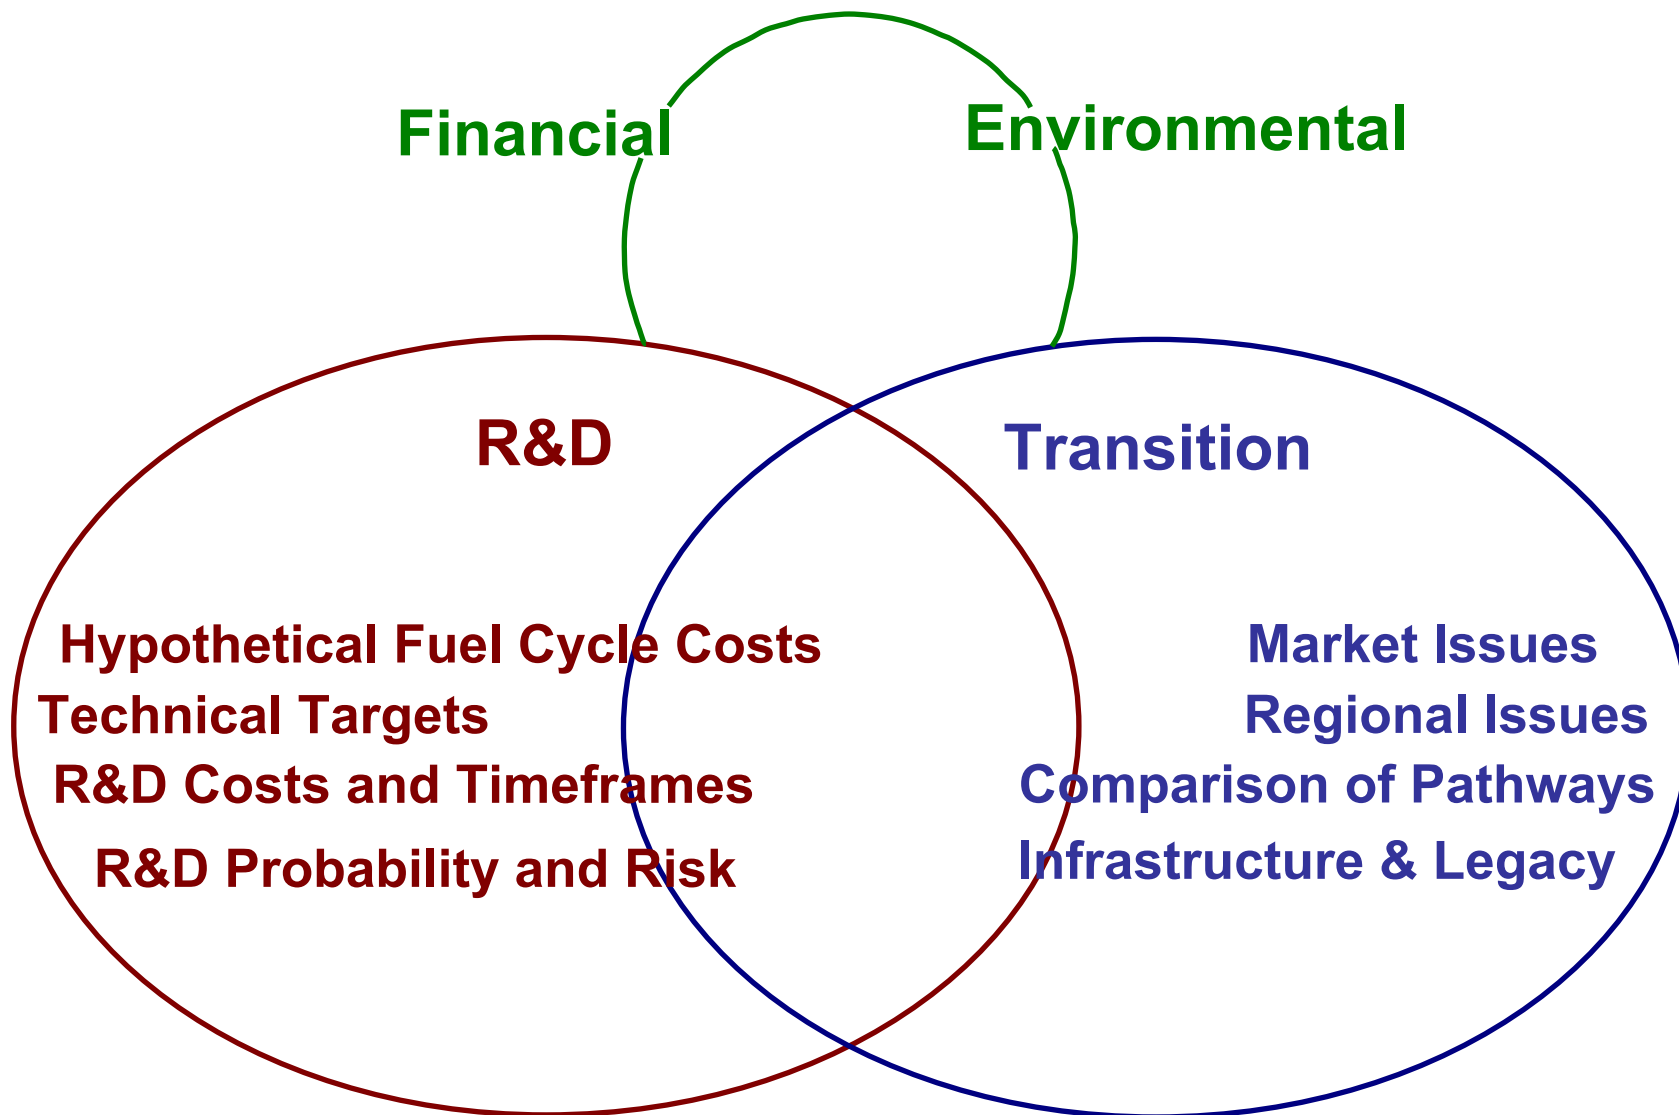 Financial
Environmental
R&D
Transition
Hypothetical Fuel Cycle Costs
Technical Targets
R&D Costs and Timeframes
R&D Probability and Risk
Market Issues
Regional Issues
Comparison of Pathways
Infrastructure & Legacy